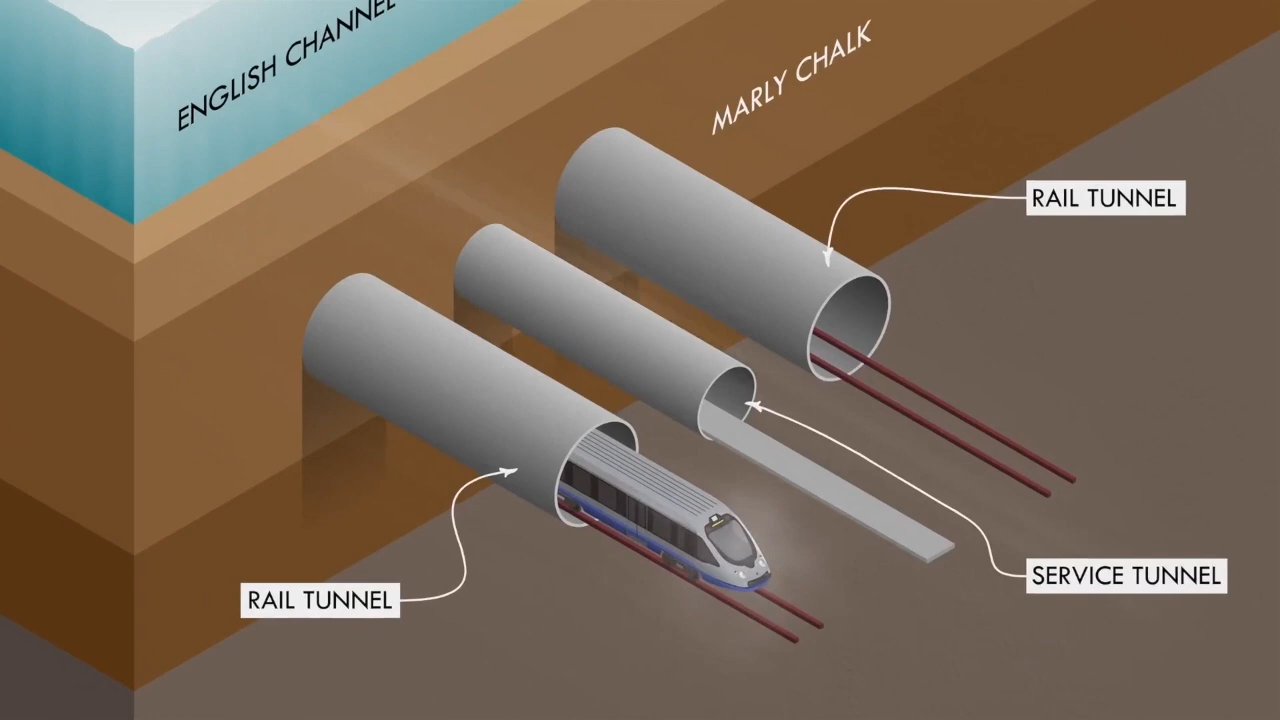 ENGLISH CHANNEL
MARLY CHALK
RAIL TUNNEL
SERVICE TUNNEL
RAIL TUNNEL